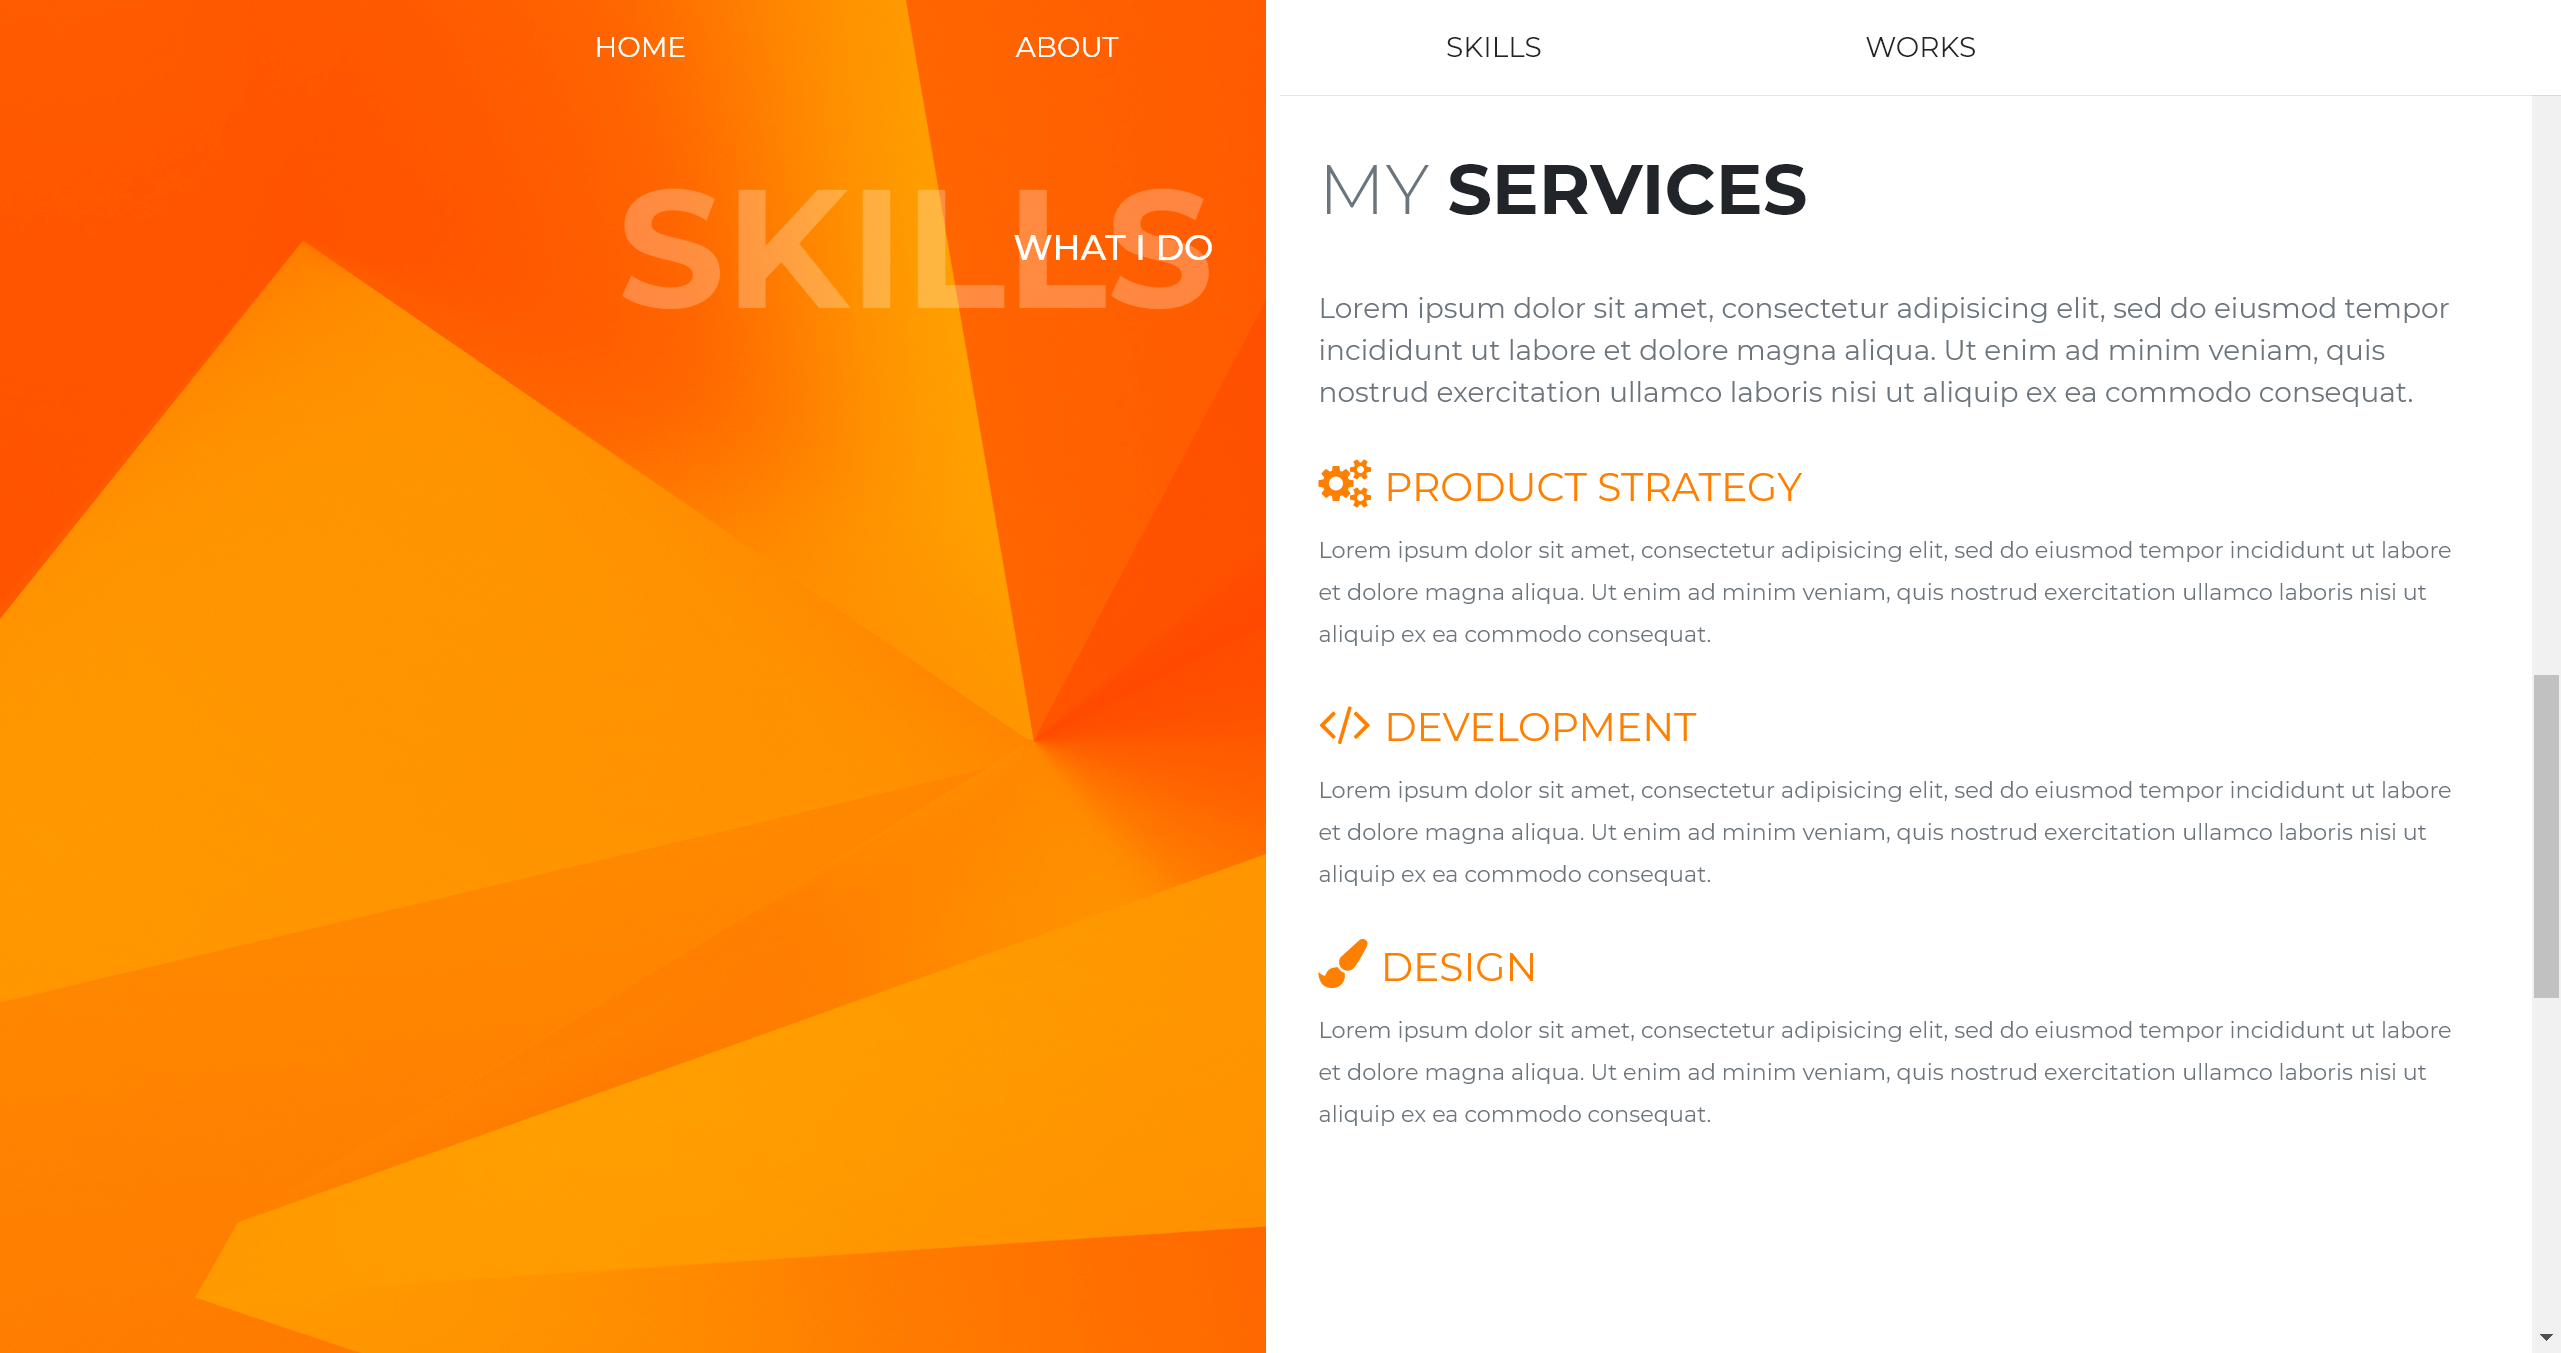 HOME
ABOUT
SKILLS
WORKS
SKILLS
WHAT I DO
MY SERVICES
Lorem ipsum dolor sit amet, consectetur adipisicing elit, sed do eiusmod tempor
incididunt ut labore et dolore magna aliqua. Ut enim ad minim veniam, quis
nostrud exercitation ullamco laboris nisi ut aliquip ex ea commodo consequat.
PRODUCT STRATEGY
Lorem ipsum dolor sit amet, consectetur adipisicing elit, sed do eiusmod tempor incididunt ut labore
et dolore magna aliqua. Ut enim ad minim veniam, quis nostrud exercitation ullamco laboris nisi ut
aliquip ex ea commodo consequat.
DEVELOPMENT
Lorem ipsum dolor sit amet, consectetur adipisicing elit, sed do eiusmod tempor incididunt ut labore
et dolore magna aliqua. Ut enim ad minim veniam, quis nostrud exercitation ullamco laboris nisi ut
aliquip ex ea commodo consequat.
DESIGN
Lorem ipsum dolor sit amet, consectetur adipisicing elit, sed do eiusmod tempor incididunt ut labore
et dolore magna aliqua. Ut enim ad minim veniam, quis nostrud exercitation ullamco laboris nisi ut
aliquip ex ea commodo consequat.